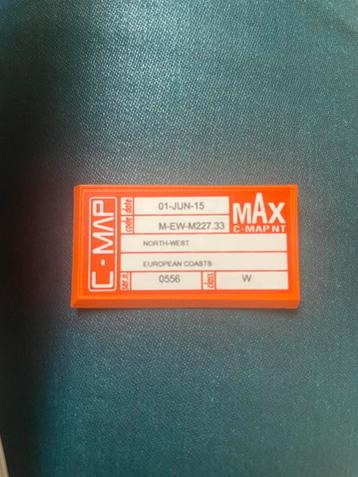 C-MAP
date 01-JUN-15
code M-EW-M227.33
NORTH-WEST
EUROPEAN COASTS
ser.n. 0556 class W
MAX
C-MAP NT